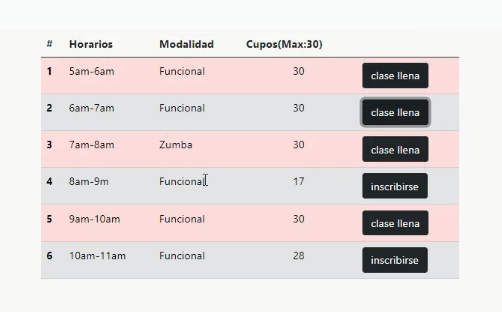 # Horarios Modalidad Cupos(Max:30)
1 5am-6am Funcional 30 clase llena
2 6am-7am Funcional 30 clase llena
3 7am-8am Zumba 30 clase llena
4 8am-9m Funcional 17 inscribirse
5 9am-10am Funcional 30 clase llena
6 10am-11am Funcional 28 inscribirse